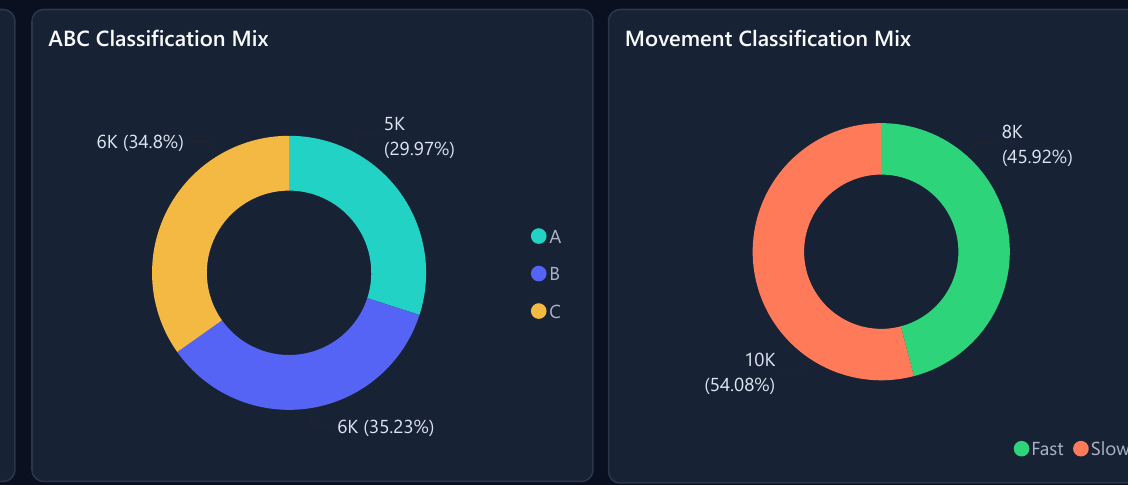 ABC Classification Mix
6K (34.8%)
5K
(29.97%)
A
B
C
6K (35.23%)
Movement Classification Mix
8K
(45.92%)
10K
(54.08%)
Fast
Slow